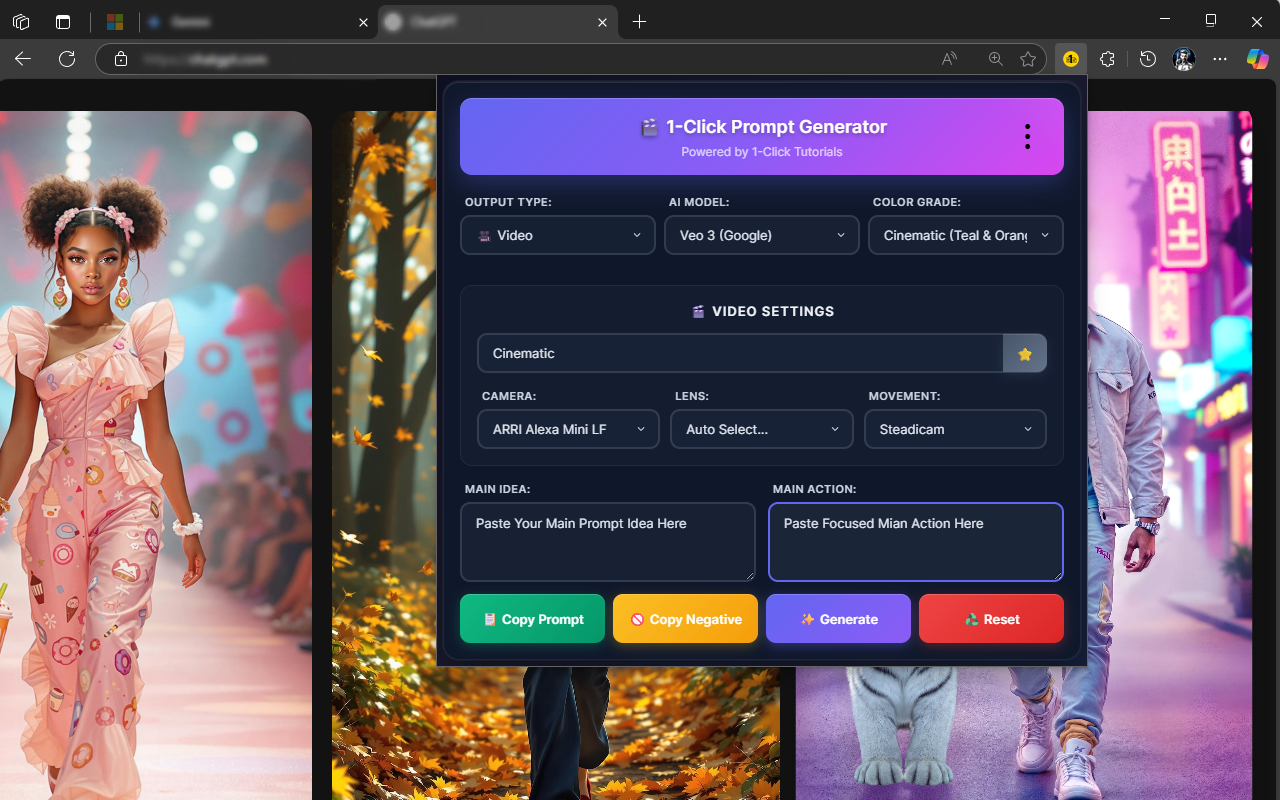 Gemini
ChatGPT
https://chatgpt.com
1-Click Prompt Generator
Powered by 1-Click Tutorials
OUTPUT TYPE:
AI MODEL:
COLOR GRADE:
Video
Veo 3 (Google)
Cinematic (Teal & Orang
VIDEO SETTINGS
Cinematic
CAMERA:
LENS:
MOVEMENT:
ARRI Alexa Mini LF
Auto Select...
Steadicam
MAIN IDEA:
MAIN ACTION:
Paste Your Main Prompt Idea Here
Paste Focused Mian Action Here
Copy Prompt
Copy Negative
Generate
Reset